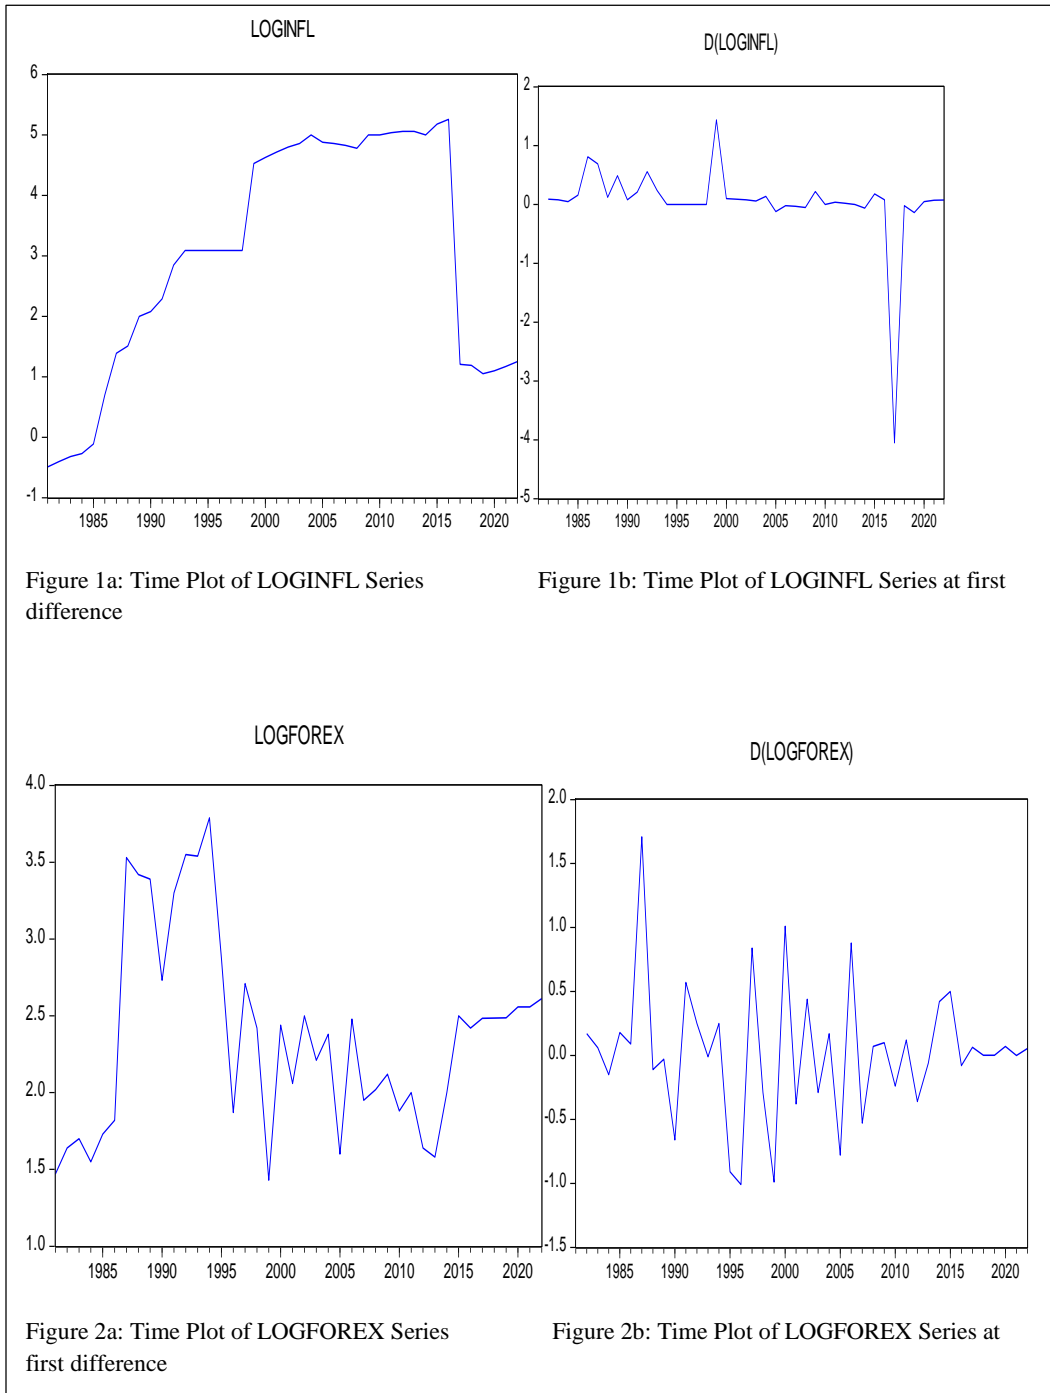 LOGINFL
6
5
4
3
2
1
0
-1
1985 1990 1995 2000 2005 2010 2015 2020
D(LOGINFL)
2
1
0
-1
-2
-3
-4
-5
1985 1990 1995 2000 2005 2010 2015 2020
Figure 1a: Time Plot of LOGINFL Series Figure 1b: Time Plot of LOGINFL Series at first
difference
LOGFOREX
4.0
3.5
3.0
2.5
2.0
1.5
1.0
1985 1990 1995 2000 2005 2010 2015 2020
D(LOGFOREX)
2.0
1.5
1.0
0.5
0.0
-0.5
-1.0
-1.5
1985 1990 1995 2000 2005 2010 2015 2020
Figure 2a: Time Plot of LOGFOREX Series Figure 2b: Time Plot of LOGFOREX Series at
first difference